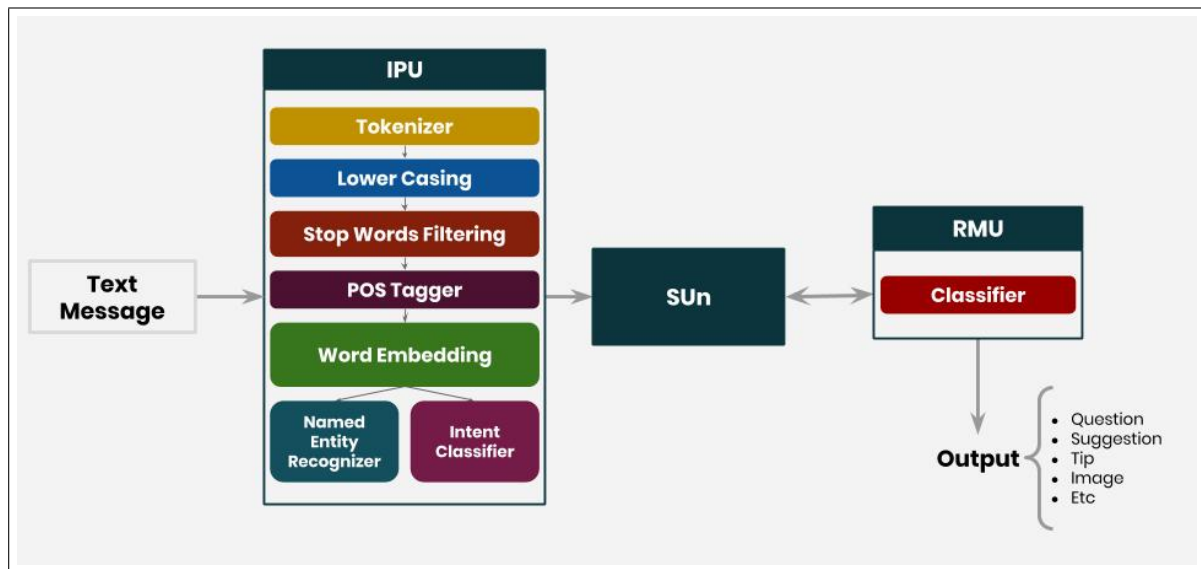 IPU
Tokenizer
Lower Casing
Stop Words Filtering
POS Tagger
Word Embedding
Named
Entity
Recognizer
Intent
Classifier
Text
Message
SUn
RMU
Classifier
Output
• Question
• Suggestion
• Tip
• Image
• Etc